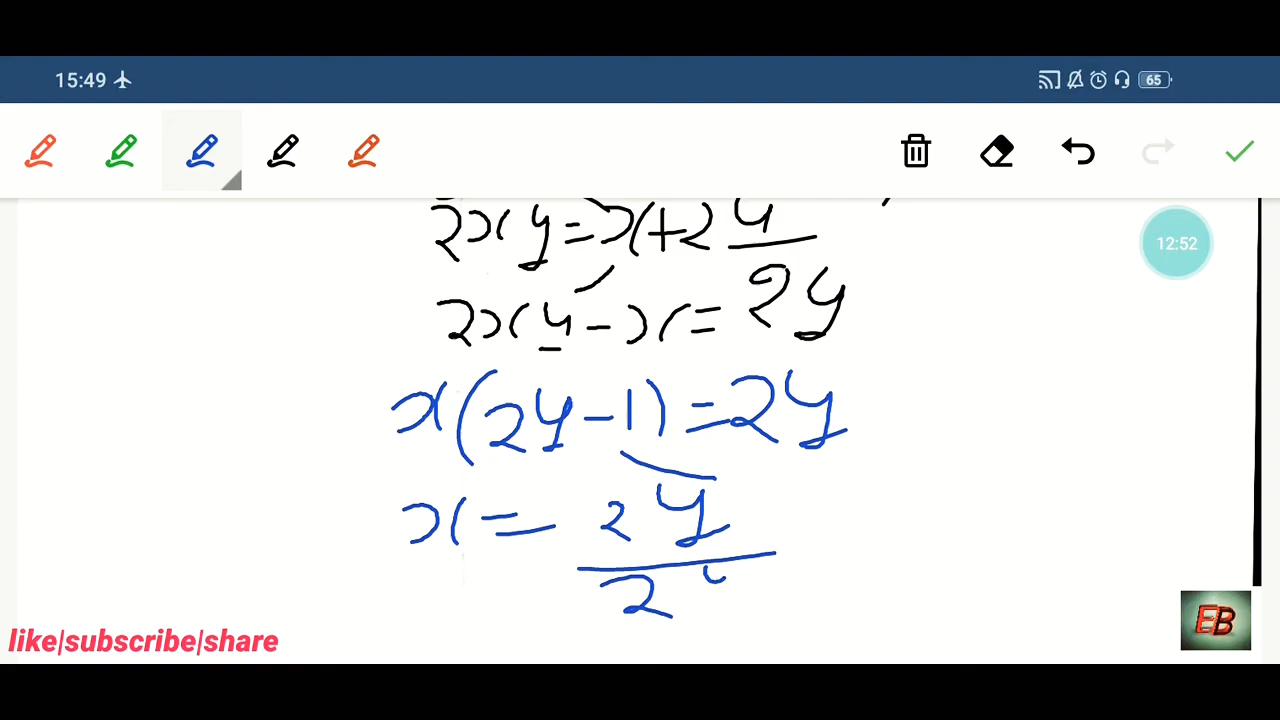 15:49
65
12:52
2xy=x+2y
2xy-x=2y
x(2y-1)=2y
x=2y
2
EB
like|subscribe|share